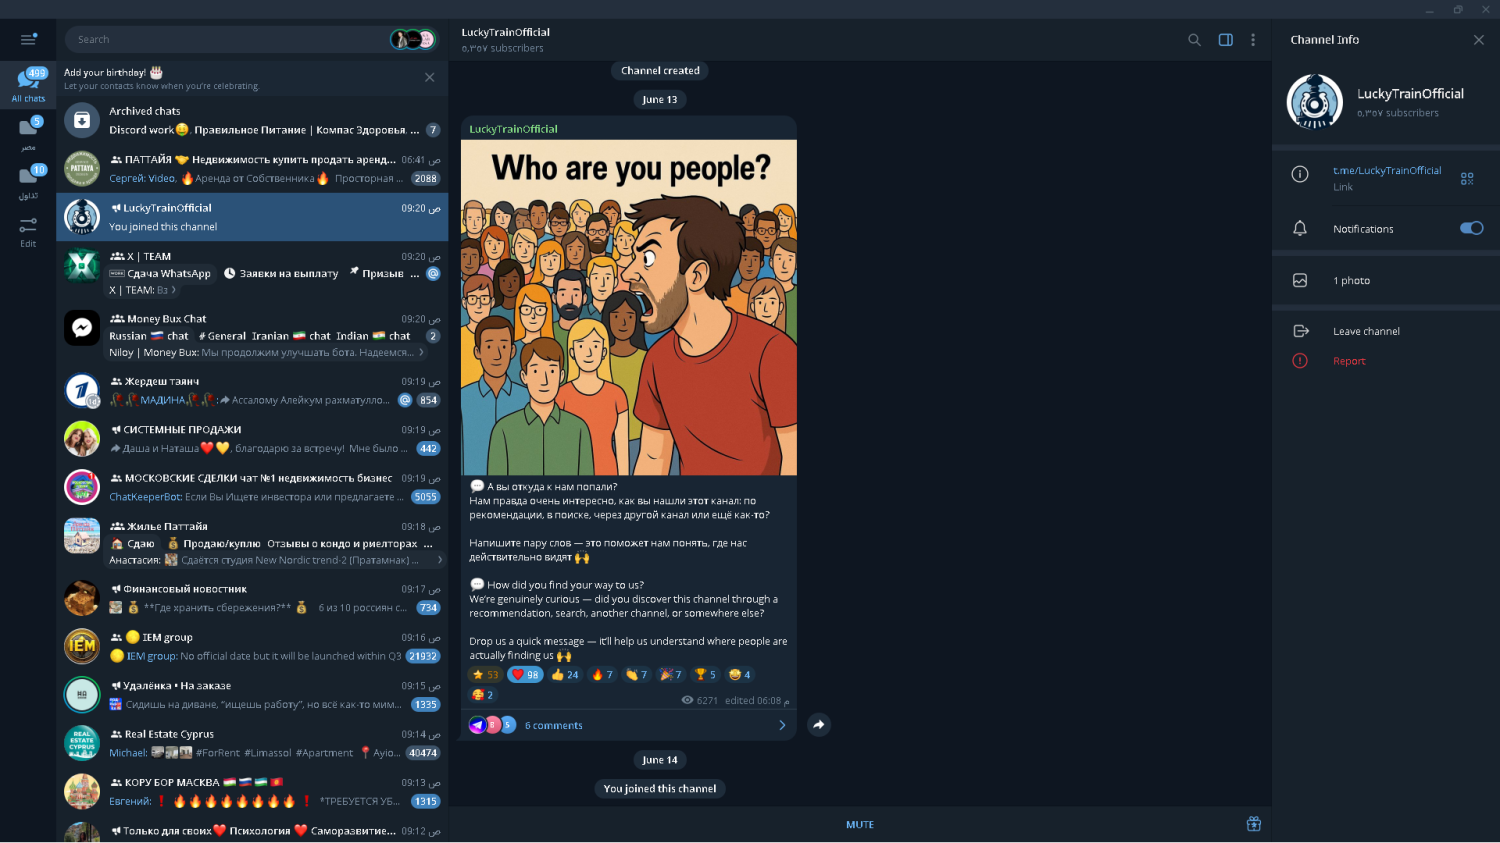 Search
LuckyTrainOfficial
٥,٣٥٧ subscribers
Channel Info
499
All chats
5
مصر
10
تداول
Edit
Add your birthday! 🎂
Let your contacts know when you're celebrating.
Archived chats
Discord work🤑, Правильное Питание | Компас Здоровья, ... 7
ПАТТАЙЯ 🤝 Недвижимость купить продать аренд... 06:41 ص
Сергей: Video, 🔥Аренда от Собственника🔥 Просторная ... 2088
LuckyTrainOfficial 09:20 ص
You joined this channel
X | TEAM 09:20 ص
Сдача WhatsApp 🕓 Заявки на выплату 📌 Призыв ... @
X | TEAM: Вз
Money Bux Chat 09:20 ص
Russian 🇷🇺 chat # General Iranian 🇮🇷 chat Indian 🇮🇳 chat 2
Niloy | Money Bux: Мы продолжим улучшать бота. Надеемся...
Жердеш таянч 09:19 ص
🥀🥀МАДИНА🥀🥀: Ассалому Алейкум рахматулло... @ 854
СИСТЕМНЫЕ ПРОДАЖИ 09:19 ص
Даша и Наташа❤️💛, благодарю за встречу! Мне было ... 442
МОСКОВСКИЕ СДЕЛКИ чат №1 недвижимость бизнес 09:19 ص
ChatKeeperBot: Если Вы Ищете инвестора или предлагаете ... 5055
Жилье Паттайя 09:18 ص
🏠 Сдаю 💰 Продаю/куплю Отзывы о кондо и риелторах ...
Анастасия: Сдаётся студия New Nordic trend-2 (Пратамнак) ...
Финансовый новостник 09:17 ص
💰 **Где хранить сбережения?** 💰 6 из 10 россиян с... 734
🟡 IEM group 09:16 ص
🟡 IEM group: No official date but it will be launched within Q3 21932
Удалёнка • На заказе 09:15 ص
Сидишь на диване, "ищешь работу", но всё как-то мим... 1335
REAL ESTATE CYPRUS
Real Estate Cyprus 09:14 ص
Michael: #ForRent #Limassol #Apartment 📍 Ayio... 40474
КОРУ БОР МАСКВА 🇹🇯🇷🇺🇺🇿🇰🇬 09:13 ص
Евгений: ❗ 🔥🔥🔥🔥🔥🔥🔥🔥 ❗ *ТРЕБУЕТСЯ УБ... 1315
Только для своих❤️ Психология ❤️ Саморазвитие... 09:12 ص
Channel created
June 13
LuckyTrainOfficial
Who are you people?
💬 А вы откуда к нам попали?
Нам правда очень интересно, как вы нашли этот канал: по
рекомендации, в поиске, через другой канал или ещё как-то?
Напишите пару слов — это поможет нам понять, где нас
действительно видят 🙌
💬 How did you find your way to us?
We're genuinely curious — did you discover this channel through a
recommendation, search, another channel, or somewhere else?
Drop us a quick message — it'll help us understand where people are
actually finding us 🙌
⭐ 53 ❤️ 98 👍 24 🔥 7 👏 7 🎉 7 🏆 5 🤩 4
🥰 2
6271 edited 06:08 م
8 S 6 comments
June 14
You joined this channel
MUTE
LuckyTrainOfficial
٥,٣٥٧ subscribers
t.me/LuckyTrainOfficial
Link
Notifications
1 photo
Leave channel
Report